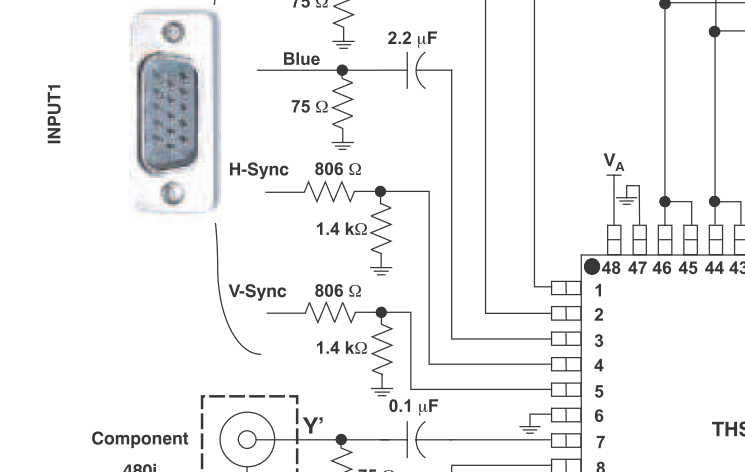 75 Ω
2.2 µF
Blue
75 Ω
INPUT1
H-Sync
806 Ω
1.4 kΩ
V-Sync
806 Ω
1.4 kΩ
VA
48 47 46 45 44 43
1
2
3
4
5
6
7
8
0.1 µF
Y'
Component
480i
75 Ω
THS